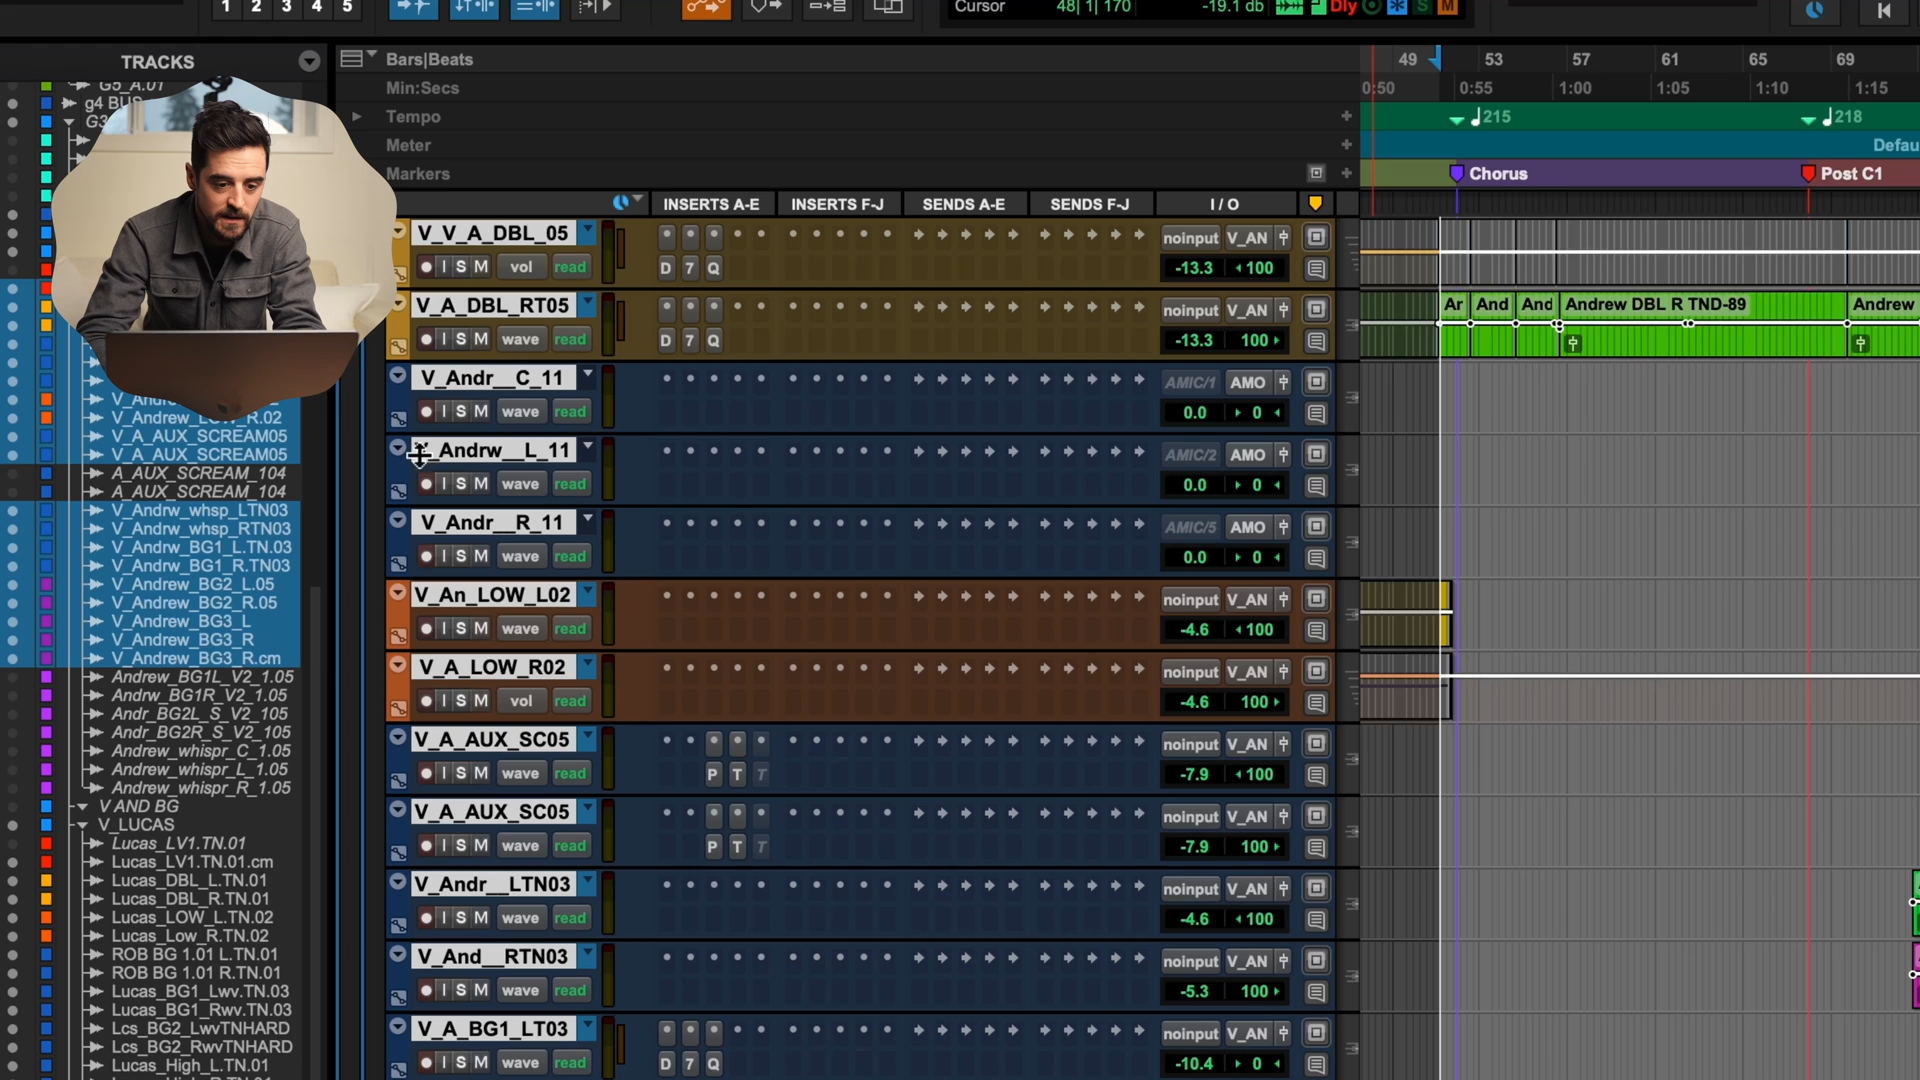 1 2 3 4 5
Cursor 48| 1| 170 -19.1 db Dly S M
TRACKS
Bars|Beats 49 53 57 61 65 69
Min:Secs 0:50 0:55 1:00 1:05 1:10 1:15
Tempo 215 218
Meter Defau
Markers Chorus Post C1
INSERTS A-E INSERTS F-J SENDS A-E SENDS F-J I / O
V_V_A_DBL_05 noinput V_AN
I S M vol read D 7 Q -13.3 100
V_A_DBL_RT05 noinput V_AN
I S M wave read D 7 Q -13.3 100
Ar And And Andrew DBL R TND-89 Andrew
V_Andr__C_11 AMIC/1 AMO
I S M wave read 0.0 0
_Andrw__L_11 AMIC/2 AMO
I S M wave read 0.0 0
V_Andr__R_11 AMIC/5 AMO
I S M wave read 0.0 0
V_An_LOW_L02 noinput V_AN
I S M wave read -4.6 100
V_A_LOW_R02 noinput V_AN
I S M vol read -4.6 100
V_A_AUX_SC05 noinput V_AN
I S M wave read P T T -7.9 100
V_A_AUX_SC05 noinput V_AN
I S M wave read P T T -7.9 100
V_Andr__LTN03 noinput V_AN
I S M wave read -4.6 100
V_And__RTN03 noinput V_AN
I S M wave read -5.3 100
V_A_BG1_LT03 noinput V_AN
I S M wave read D 7 Q -10.4 0
G5_A.01
g4 BUS
G3
V_Andrew_LOW_R.02
V_A_AUX_SCREAM05
V_A_AUX_SCREAM05
A_AUX_SCREAM_104
A_AUX_SCREAM_104
V_Andrw_whsp_LTN03
V_Andrw_whsp_RTN03
V_Andrw_BG1_L.TN.03
V_Andrw_BG1_R.TN03
V_Andrew_BG2_L.05
V_Andrew_BG2_R.05
V_Andrew_BG3_L
V_Andrew_BG3_R
V_Andrew_BG3_R.cm
Andrew_BG1L_V2_1.05
Andrw_BG1R_V2_1.05
Andr_BG2L_S_V2_105
Andr_BG2R_S_V2_105
Andrew_whispr_C_1.05
Andrew_whispr_L_1.05
Andrew_whispr_R_1.05
V AND BG
V_LUCAS
Lucas_LV1.TN.01
Lucas_LV1.TN.01.cm
Lucas_DBL_L.TN.01
Lucas_DBL_R.TN.01
Lucas_LOW_L.TN.02
Lucas_Low_R.TN.02
ROB BG 1.01 L.TN.01
ROB BG 1.01 R.TN.01
Lucas_BG1_Lwv.TN.03
Lucas_BG1_Rwv.TN.03
Lcs_BG2_LwvTNHARD
Lcs_BG2_RwvTNHARD
Lucas_High_L.TN.01